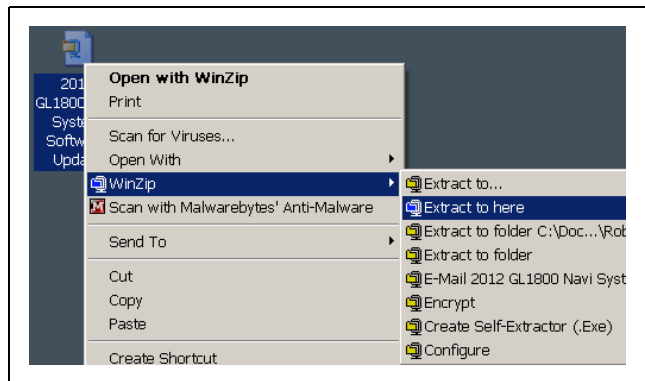 201
GL1800
Syste
Softw
Upda
Open with WinZip
Print
Scan for Viruses...
Open With
WinZip
Scan with Malwarebytes' Anti-Malware
Send To
Cut
Copy
Paste
Create Shortcut
Extract to...
Extract to here
Extract to folder C:\Doc...\Rob
Extract to folder
E-Mail 2012 GL1800 Navi Syst
Encrypt
Create Self-Extractor (.Exe)
Configure